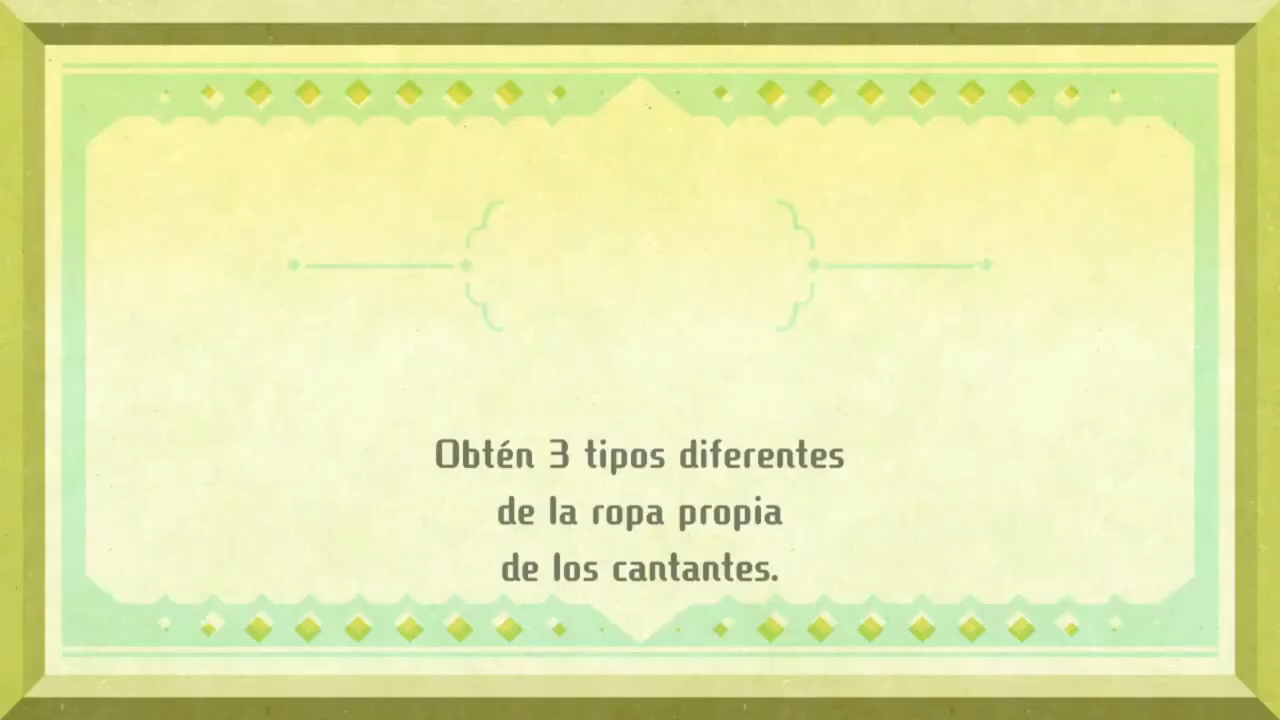 Obtén 3 tipos diferentes
de la ropa propia
de los cantantes.